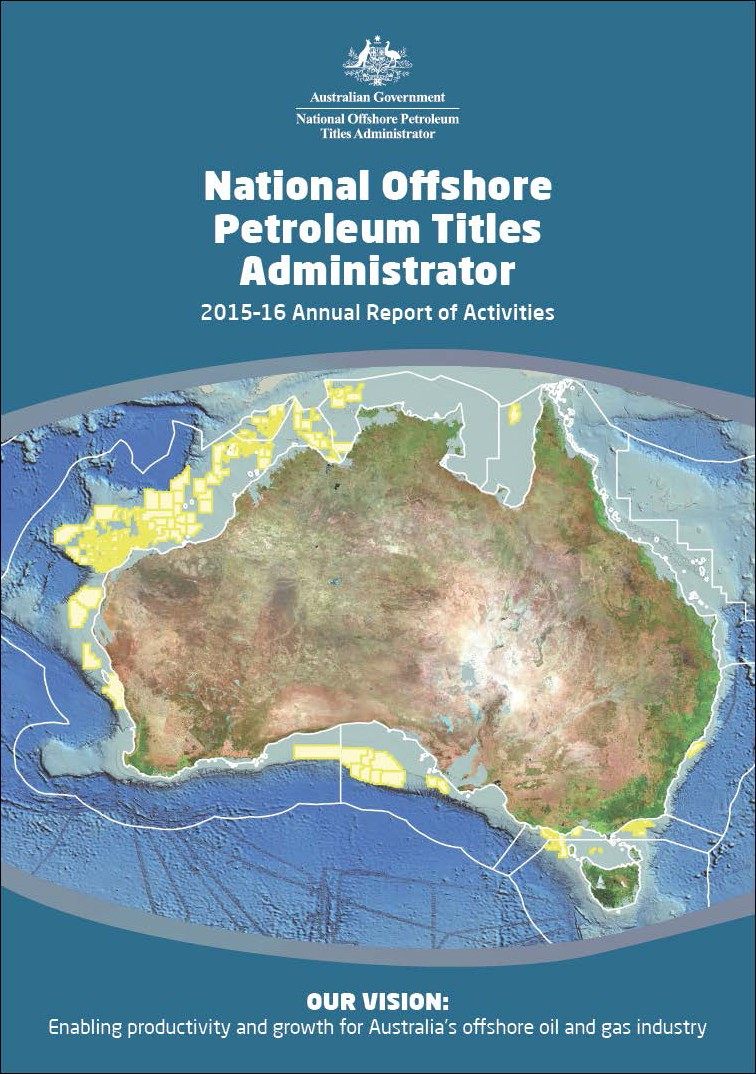 Australian Government
National Offshore Petroleum
Titles Administrator
National Offshore
Petroleum Titles
Administrator
2015-16 Annual Report of Activities
OUR VISION:
Enabling productivity and growth for Australia's offshore oil and gas industry